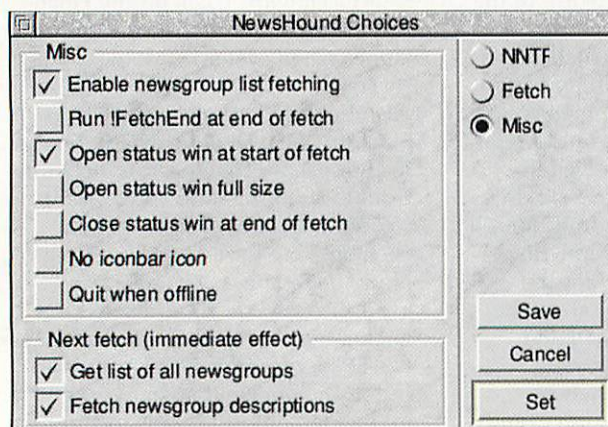 NewsHound Choices
Misc
Enable newsgroup list fetching
Run !FetchEnd at end of fetch
Open status win at start of fetch
Open status win full size
Close status win at end of fetch
No iconbar icon
Quit when offline
Next fetch (immediate effect)
Get list of all newsgroups
Fetch newsgroup descriptions
NNTP
Fetch
Misc
Save
Cancel
Set